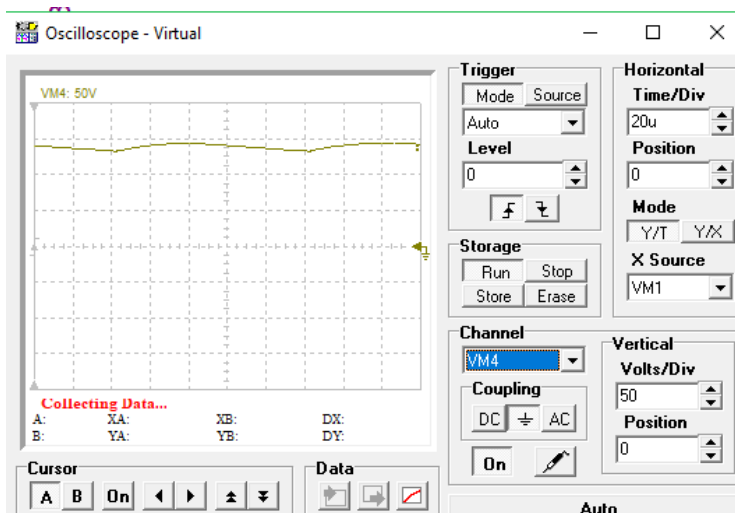 Oscilloscope - Virtual
VM4: 50V
Collecting Data...
A: XA: XB: DX:
B: YA: YB: DY:
Cursor
A B On
Data
Trigger
Mode Source
Auto
Level
0
Storage
Run Stop
Store Erase
Channel
VM4
Coupling
DC AC
On
Auto
Horizontal
Time/Div
20u
Position
0
Mode
Y/T Y/X
X Source
VM1
Vertical
Volts/Div
50
Position
0